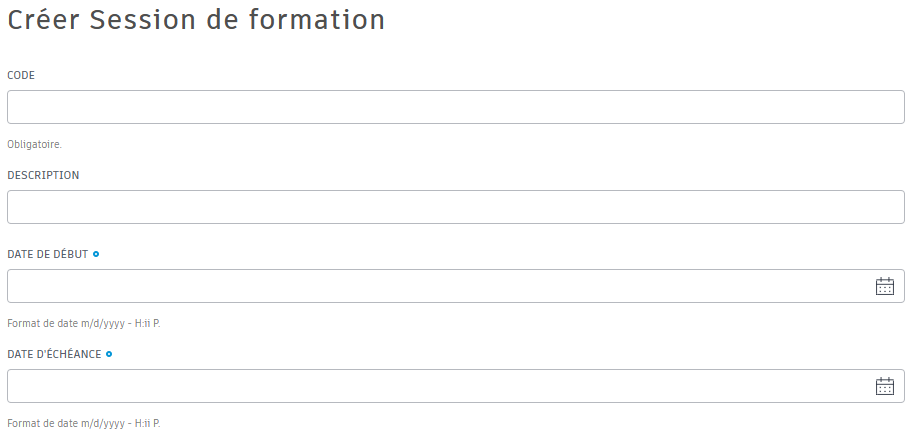 Créer Session de formation
CODE
Obligatoire.
DESCRIPTION
DATE DE DÉBUT
Format de date m/d/yyyy - H:ii P.
DATE D'ÉCHÉANCE
Format de date m/d/yyyy - H:ii P.